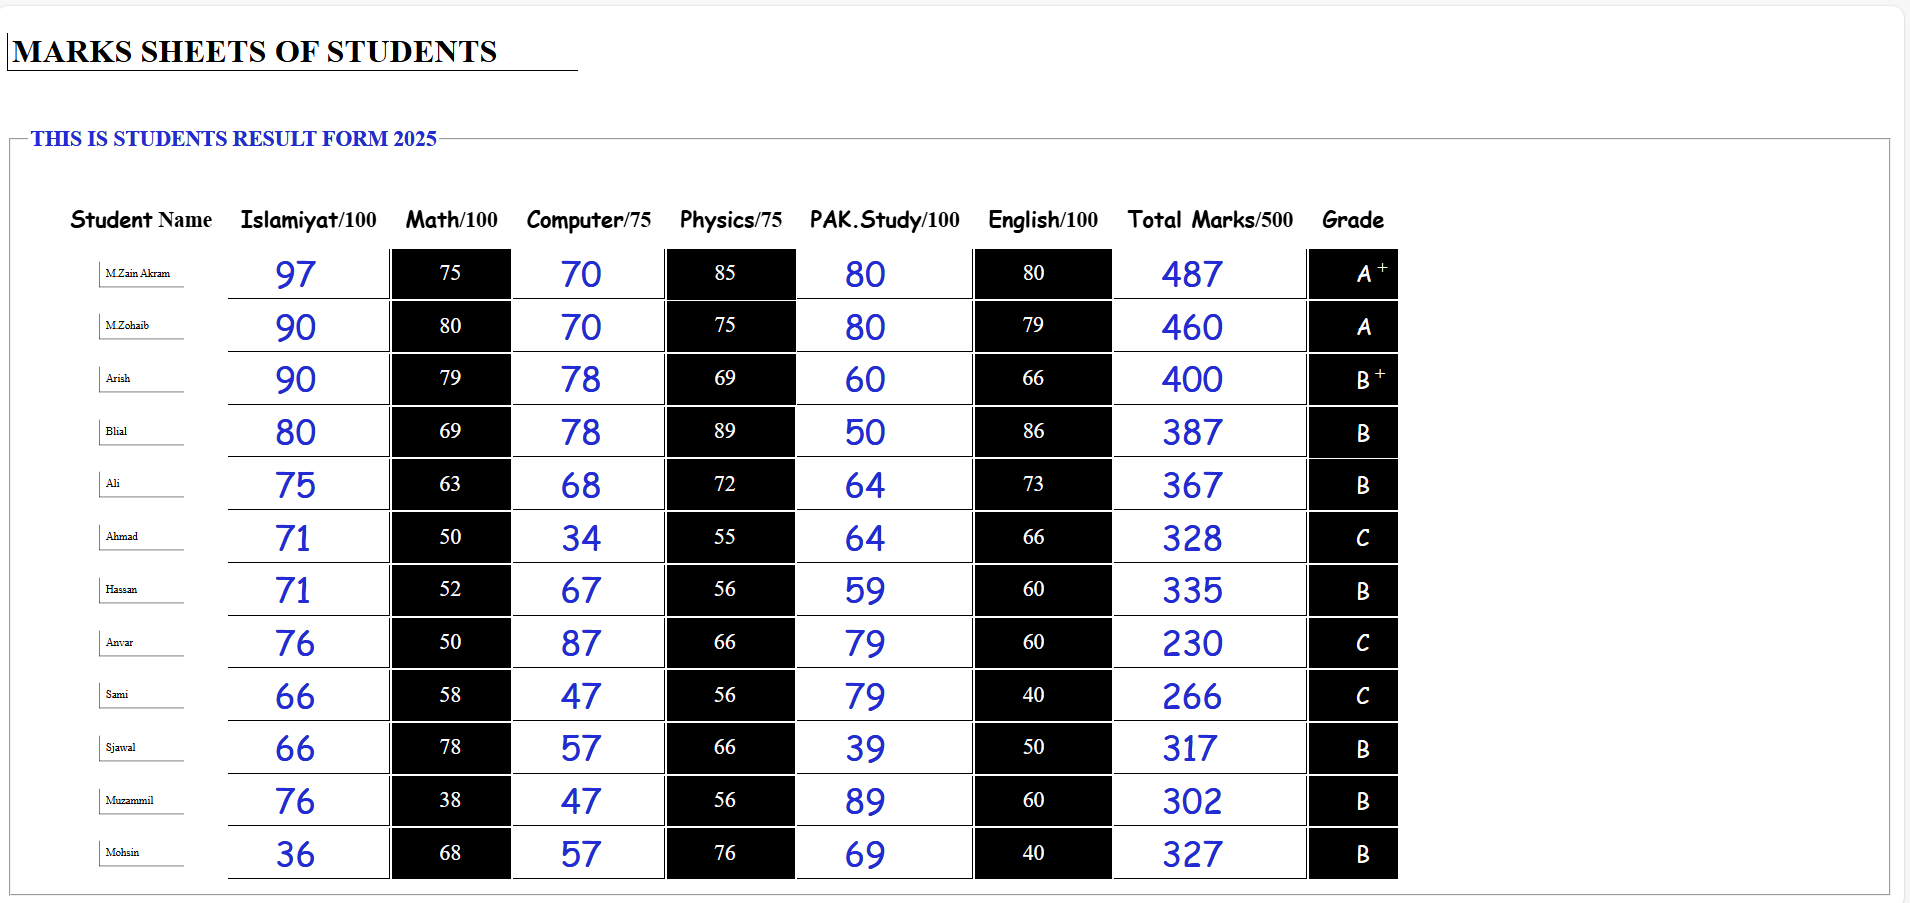 MARKS SHEETS OF STUDENTS
THIS IS STUDENTS RESULT FORM 2025
Student Name Islamiyat/100 Math/100 Computer/75 Physics/75 PAK.Study/100 English/100 Total Marks/500 Grade
M.Zain Akram 97 75 70 85 80 80 487 A+
M.Zohaib 90 80 70 75 80 79 460 A
Arish 90 79 78 69 60 66 400 B+
Blial 80 69 78 89 50 86 387 B
Ali 75 63 68 72 64 73 367 B
Ahmad 71 50 34 55 64 66 328 C
Hassan 71 52 67 56 59 60 335 B
Anvar 76 50 87 66 79 60 230 C
Sami 66 58 47 56 79 40 266 C
Sjawal 66 78 57 66 39 50 317 B
Muzammil 76 38 47 56 89 60 302 B
Mohsin 36 68 57 76 69 40 327 B